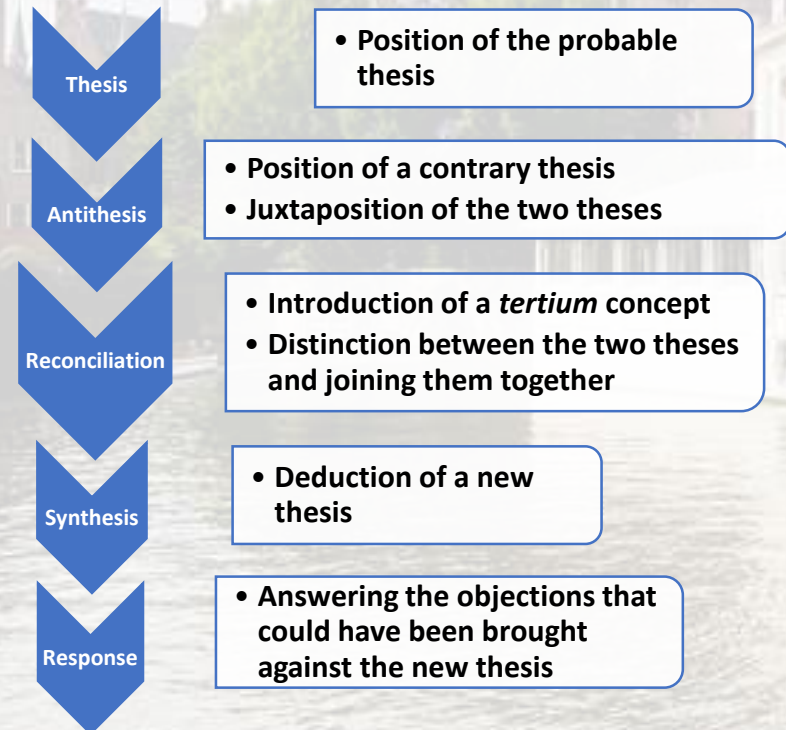 Thesis
• Position of the probable
thesis
Antithesis
• Position of a contrary thesis
• Juxtaposition of the two theses
Reconciliation
• Introduction of a tertium concept
• Distinction between the two theses
and joining them together
Synthesis
• Deduction of a new
thesis
Response
• Answering the objections that
could have been brought
against the new thesis